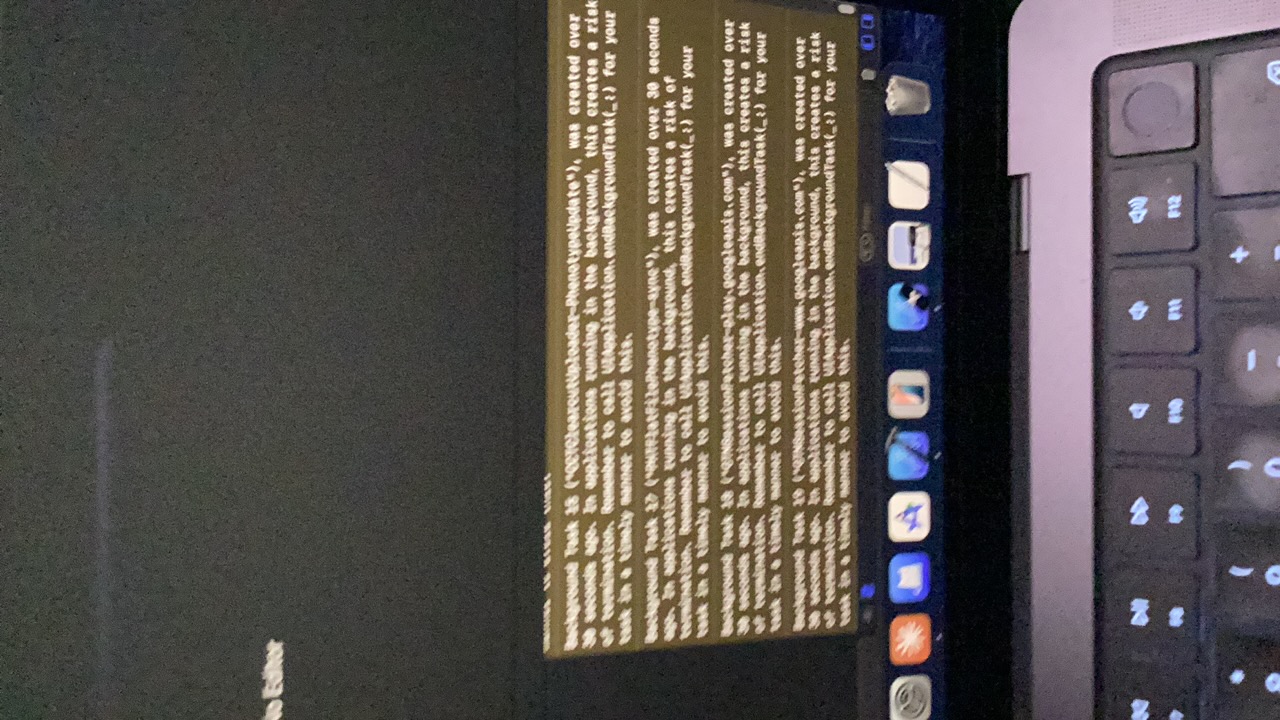 No Editor
Background Task 15 ("CCTClearcutUploader-PhenotypeUpdate"), was created over
30 seconds ago. In applications running in the background, this creates a risk
of termination. Remember to call UIApplication.endBackgroundTask(_:) for your
task in a timely manner to avoid this.
Background Task 17 ("PHTFlatFilePhenotype-sync"), was created over 30 seconds
ago. In applications running in the background, this creates a risk of
termination. Remember to call UIApplication.endBackgroundTask(_:) for your
task in a timely manner to avoid this.
Background Task 18 ("GTMSessionFetcher-play.googleapis.com"), was created over
30 seconds ago. In applications running in the background, this creates a risk
of termination. Remember to call UIApplication.endBackgroundTask(_:) for your
task in a timely manner to avoid this.
Background Task 19 ("GTMSessionFetcher-www.googleapis.com"), was created over
30 seconds ago. In applications running in the background, this creates a risk
of termination. Remember to call UIApplication.endBackgroundTask(_:) for your
task in a timely manner to avoid this.
F8 F9 F10 F11 F12
* ( ) — +
9 0